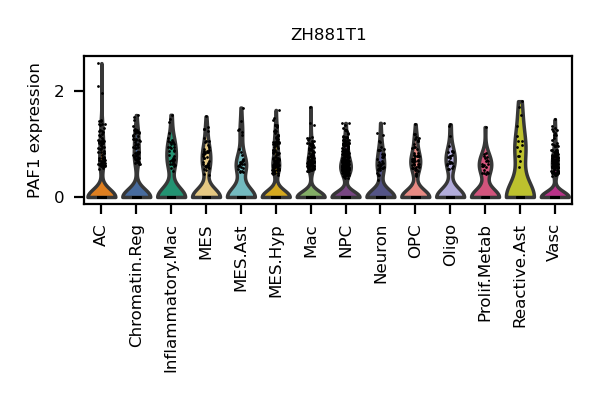 ZH881T1
PAF1 expression
2
0
AC
Chromatin.Reg
Inflammatory.Mac
MES
MES.Ast
MES.Hyp
Mac
NPC
Neuron
OPC
Oligo
Prolif.Metab
Reactive.Ast
Vasc